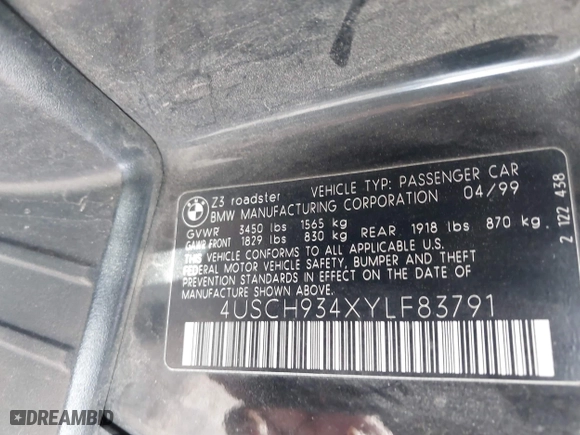 BMW
Z3 roadster VEHICLE TYP: PASSENGER CAR
BMW MANUFACTURING CORPORATION 04/99
GVWR 3450 lbs 1565 kg
GAWR FRONT 1829 lbs 830 kg REAR 1918 lbs 870 kg
THIS VEHICLE CONFORMS TO ALL APPLICABLE U.S.
FEDERAL MOTOR VEHICLE SAFETY, BUMPER AND THEFT
PREVENTION STANDARDS IN EFFECT ON THE DATE OF
MANUFACTURE SHOWN ABOVE.
4USCH934XYLF83791
2 122 438
DREAMBID